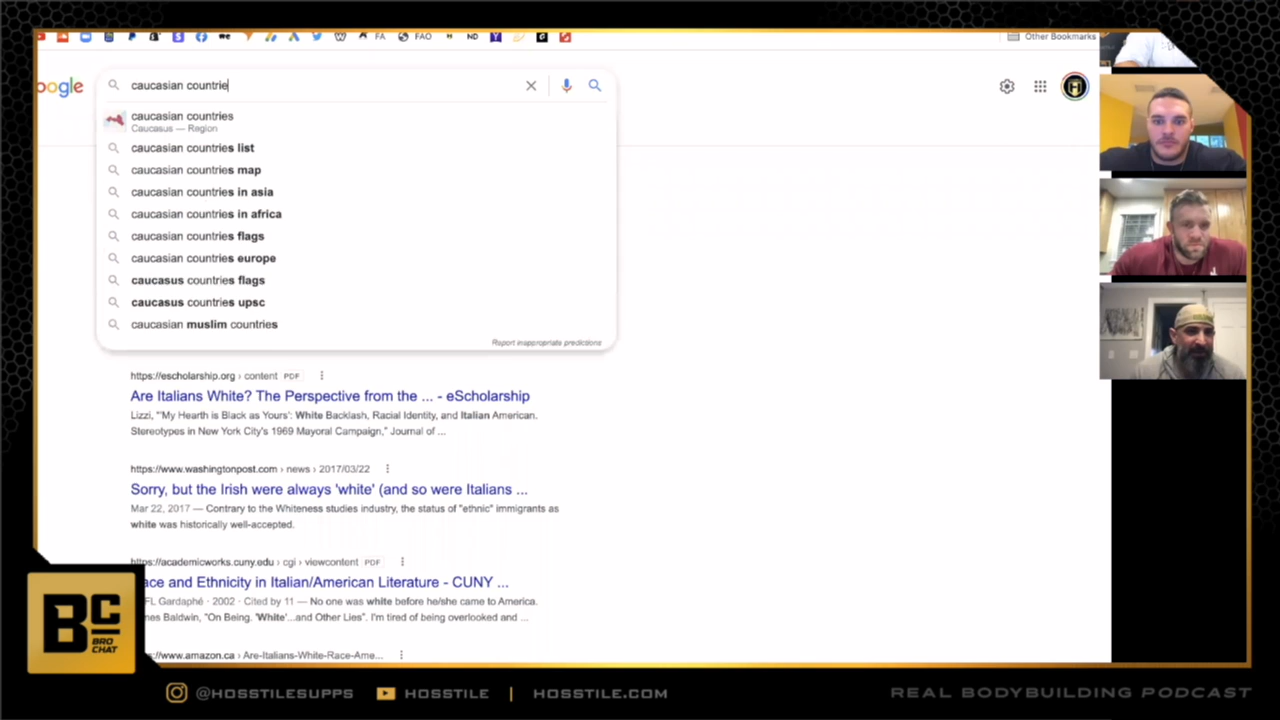 FA
FAO
ND
Other Bookmarks
oogle
caucasian countrie
caucasian countries
Caucasus — Region
caucasian countries list
caucasian countries map
caucasian countries in asia
caucasian countries in africa
caucasian countries flags
caucasian countries europe
caucasus countries flags
caucasus countries upsc
caucasian muslim countries
Report inappropriate predictions
https://escholarship.org › content PDF
Are Italians White? The Perspective from the ... - eScholarship
Lizzi, "'My Hearth is Black as Yours': White Backlash, Racial Identity, and Italian American.
Stereotypes in New York City's 1969 Mayoral Campaign," Journal of ...
https://www.washingtonpost.com › news › 2017/03/22
Sorry, but the Irish were always 'white' (and so were Italians ...
Mar 22, 2017 — Contrary to the Whiteness studies industry, the status of "ethnic" immigrants as
white was historically well-accepted.
https://academicworks.cuny.edu › cgi › viewcontent PDF
ace and Ethnicity in Italian/American Literature - CUNY ...
FL Gardaphé · 2002 · Cited by 11 — No one was white before he/she came to America.
nes Baldwin, "On Being. 'White'...and Other Lies". I'm tired of being overlooked and ...
://www.amazon.ca › Are-Italians-White-Race-Ame...
BC
BRO
CHAT
@HOSSTILESUPPS HOSSTILE | HOSSTILE.COM
REAL BODYBUILDING PODCAST